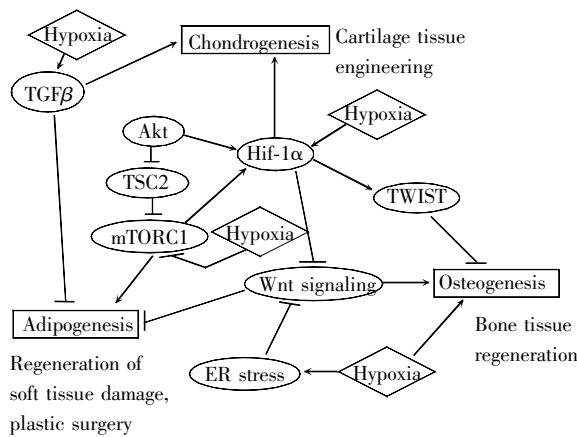 Hypoxia
Chondrogenesis
Cartilage tissue
engineering
TGFβ
Hypoxia
Akt
Hif-1α
TSC2
TWIST
mTORC1
Hypoxia
Wnt signaling
Osteogenesis
Adipogenesis
Bone tissue
regeneration
Regeneration of
soft tissue damage,
plastic surgery
ER stress
Hypoxia